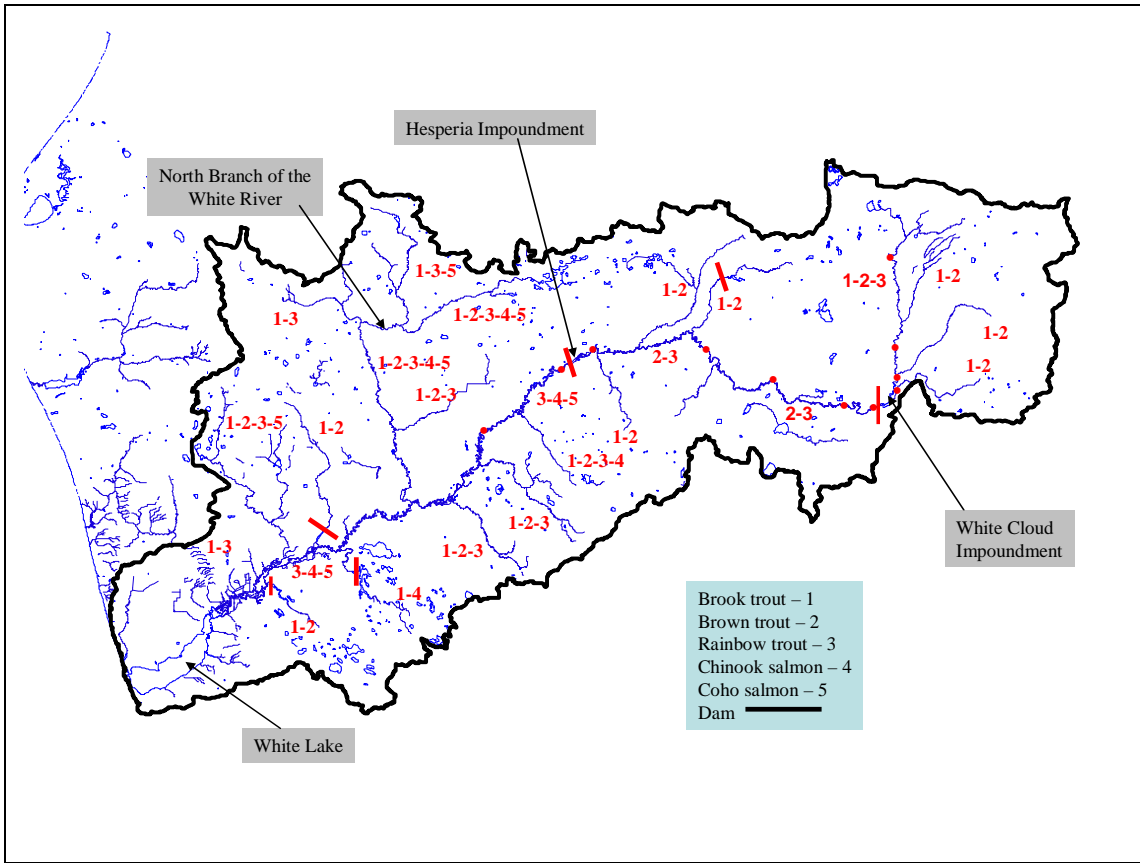 Hesperia Impoundment
North Branch of the
White River
1-3-5
1-2
1-2
1-2-3
1-2
1-3
1-2-3-4-5
1-2
1-2
1-2-3-4-5
2-3
1-2-3
3-4-5
2-3
1-2-3-5
1-2
1-2
1-2-3-4
1-2-3
White Cloud
Impoundment
1-3
1-2-3
3-4-5
1-4
1-2
Brook trout – 1
Brown trout – 2
Rainbow trout – 3
Chinook salmon – 4
Coho salmon – 5
Dam
White Lake